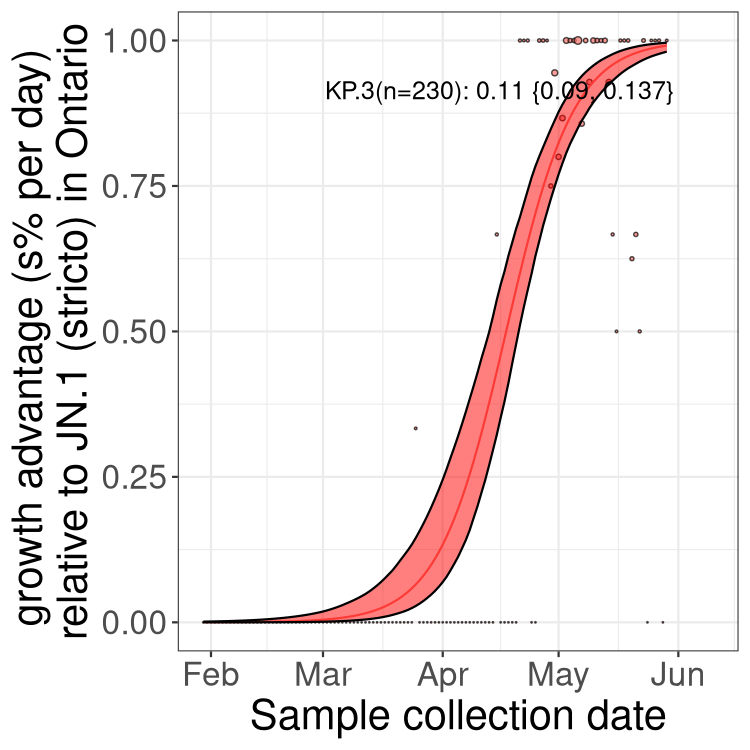 growth advantage (s% per day)
relative to JN.1 (stricto) in Ontario
1.00
0.75
0.50
0.25
0.00
KP.3(n=230): 0.11 {0.09, 0.137}
Feb Mar Apr May Jun
Sample collection date